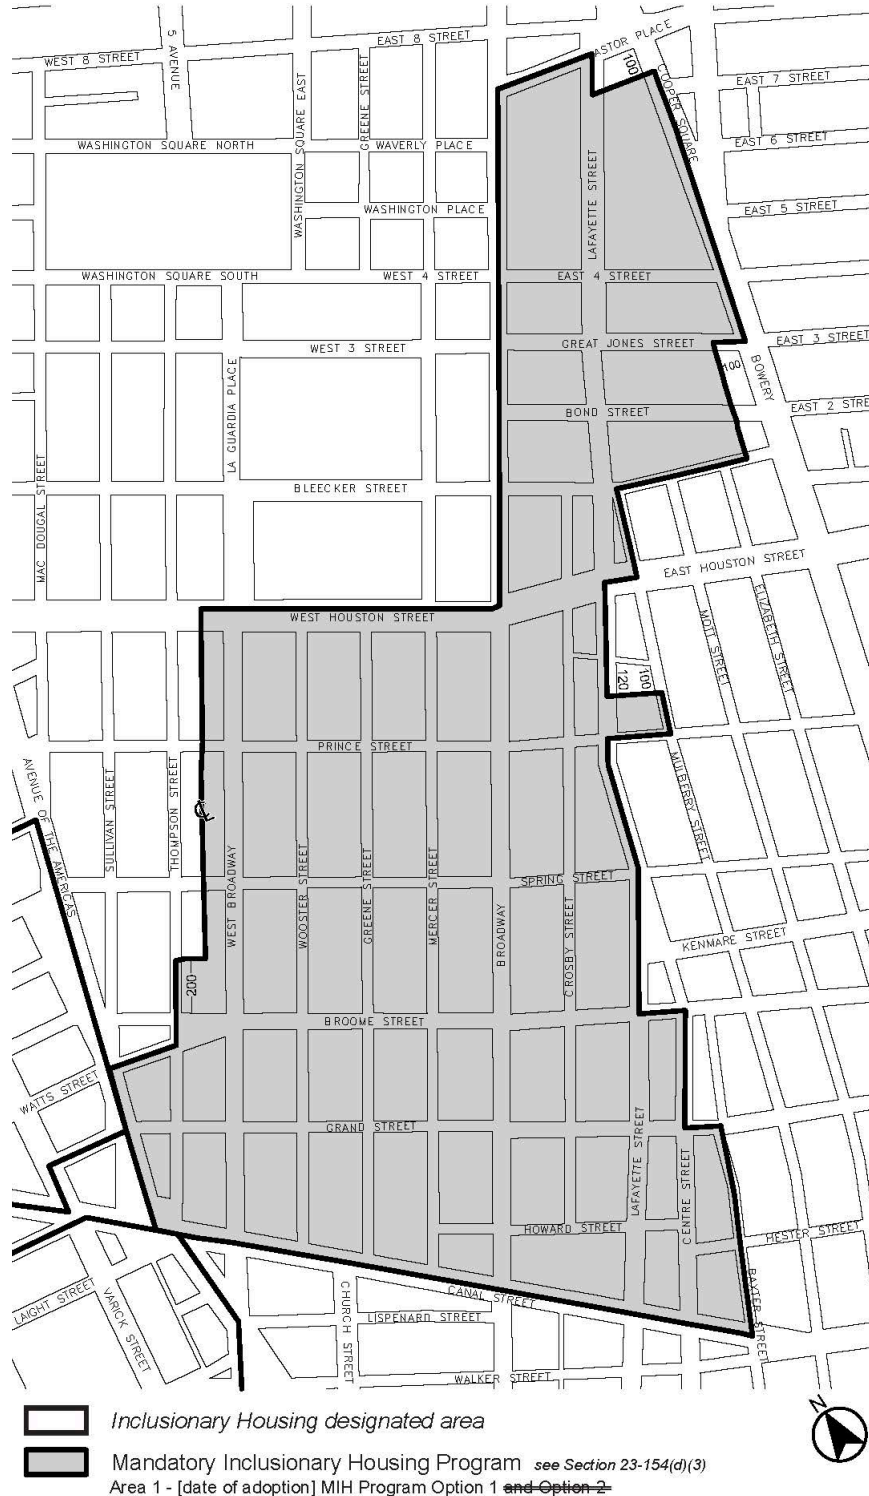 ASTOR PLACE
EAST 8 STREET
WEST 8 STREET
5 AVENUE
WASHINGTON SQUARE EAST
GREENE STREET
100
COOPER SQUARE
EAST 7 STREET
WASHINGTON SQUARE NORTH
WAVERLY PLACE
EAST 6 STREET
LAFAYETTE STREET
WASHINGTON PLACE
EAST 5 STREET
WASHINGTON SQUARE SOUTH
WEST 4 STREET
EAST 4 STREET
WEST 3 STREET
GREAT JONES STREET
EAST 3 STREET
LA GUARDIA PLACE
100
BOWERY
BOND STREET
EAST 2 STRE
MAC DOUGAL STREET
BLEECKER STREET
EAST HOUSTON STREET
WEST HOUSTON STREET
MOTT STREET
ELIZABETH STREET
120
100
PRINCE STREET
AVENUE OF THE AMERICAS
SULLIVAN STREET
THOMPSON STREET
MULBERRY STREET
WEST BROADWAY
WOOSTER STREET
GREENE STREET
MERCER STREET
BROADWAY
SPRING STREET
CROSBY STREET
KENMARE STREET
200
BROOME STREET
WATTS STREET
GRAND STREET
LAFAYETTE STREET
CENTRE STREET
HOWARD STREET
HESTER STREET
LAIGHT STREET
VARICK STREET
CHURCH STREET
CANAL STREET
BAXTER STREET
LISPENARD STREET
WALKER STREET
N
Inclusionary Housing designated area
Mandatory Inclusionary Housing Program see Section 23-154(d)(3)
Area 1 - [date of adoption] MIH Program Option 1 and Option 2